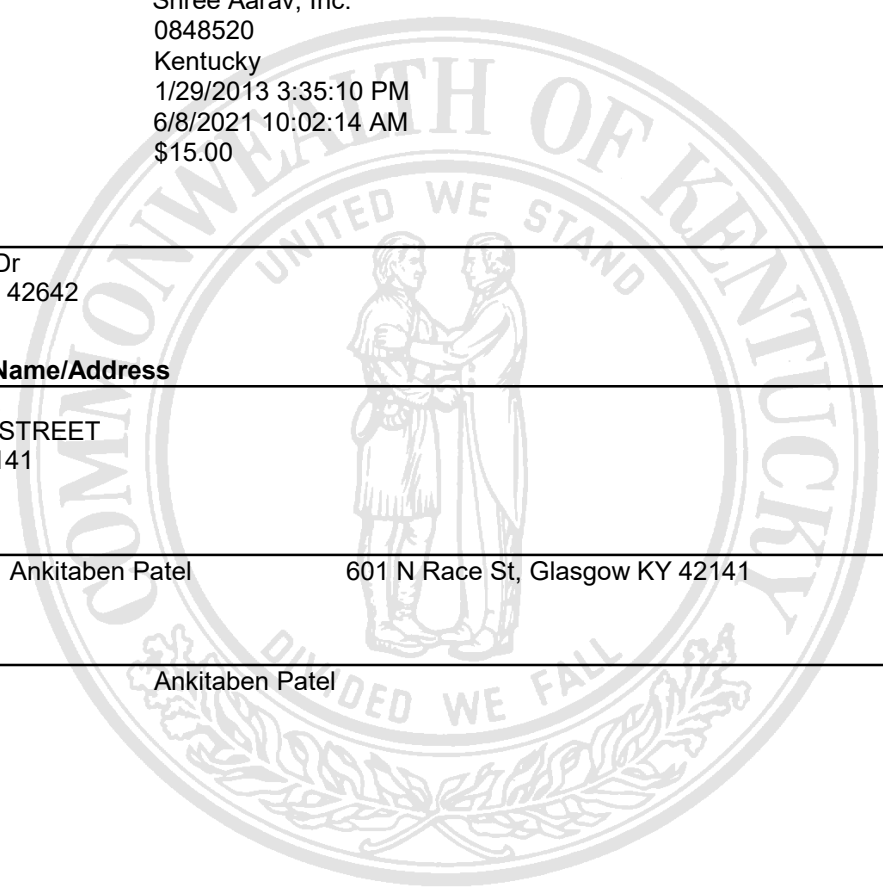 Shree Aarav, Inc.
0848520
Kentucky
1/29/2013 3:35:10 PM
6/8/2021 10:02:14 AM
$15.00
Dr
42642
Name/Address
STREET
141
Ankitaben Patel 601 N Race St, Glasgow KY 42141
Ankitaben Patel
COMMONWEALTH OF KENTUCKY
UNITED WE STAND
DIVIDED WE FALL